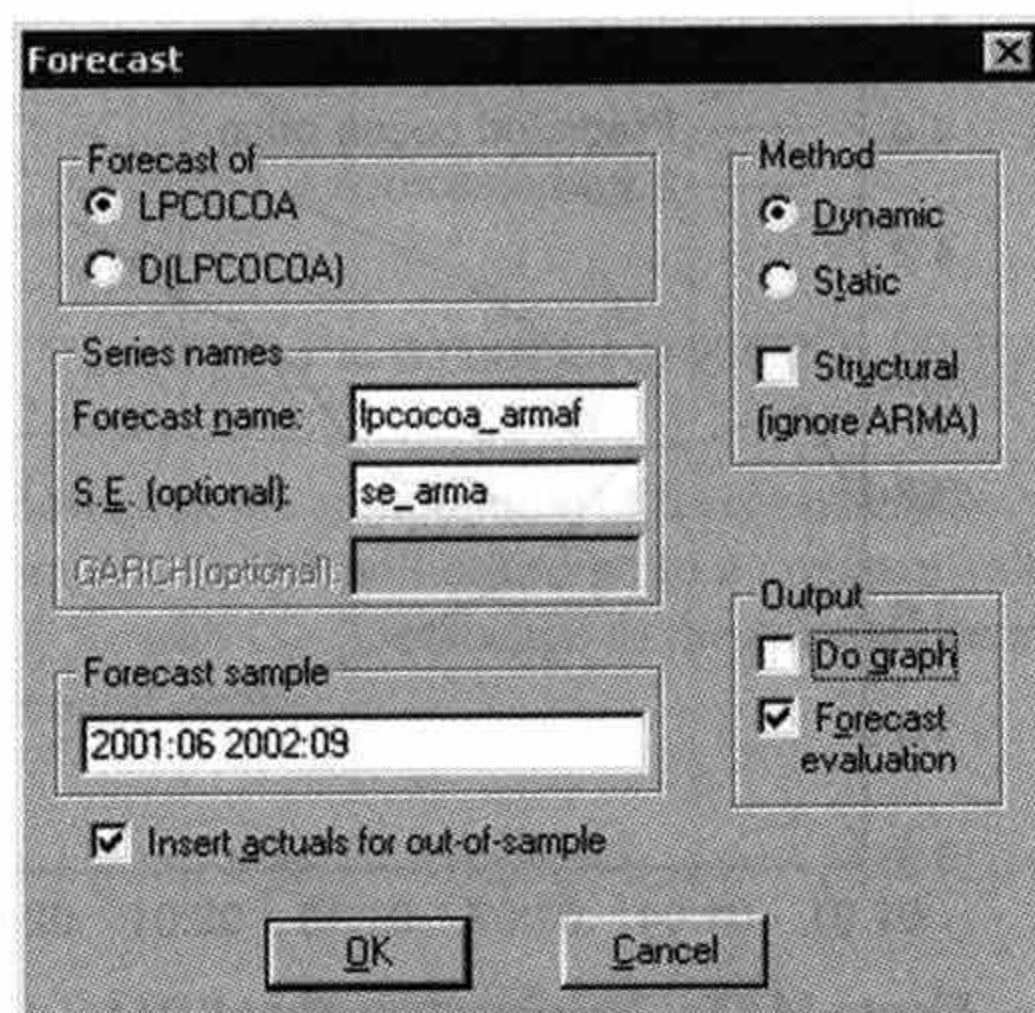 Forecast
Forecast of
LPCOCOA
D(LPCOCOA)
Method
Dynamic
Static
Structural
(ignore ARMA)
Series names
Forecast name: lpcocoa_armaf
S.E. (optional): se_arma
GARCH(optional):
Output
Do graph
Forecast
evaluation
Forecast sample
2001:06 2002:09
Insert actuals for out-of-sample
OK
Cancel